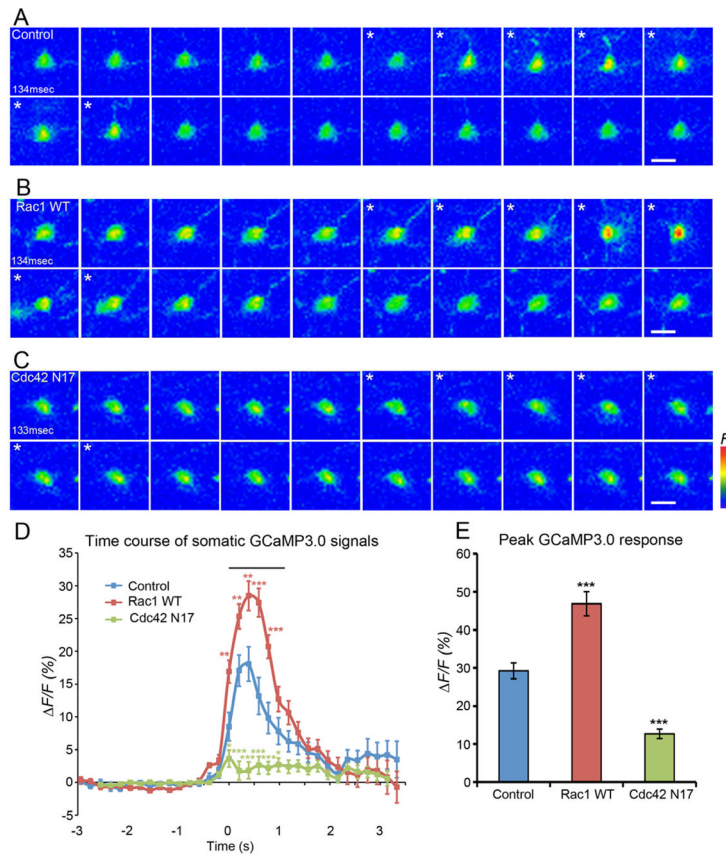 A
Control
* * * * *
134msec
* *
B
Rac1 WT
* * * * *
134msec
* *
C
Cdc42 N17
* * * * *
133msec
* *
F
D
Time course of somatic GCaMP3.0 signals
Control
Rac1 WT
Cdc42 N17
ΔF/F (%)
35
30
25
20
15
10
5
0
-5
** ** ** *** ***
-3 -2 -1 0 1 2 3
Time (s)
E
Peak GCaMP3.0 response
ΔF/F (%)
60
50
40
30
20
10
0
***
***
Control Rac1 WT Cdc42 N17